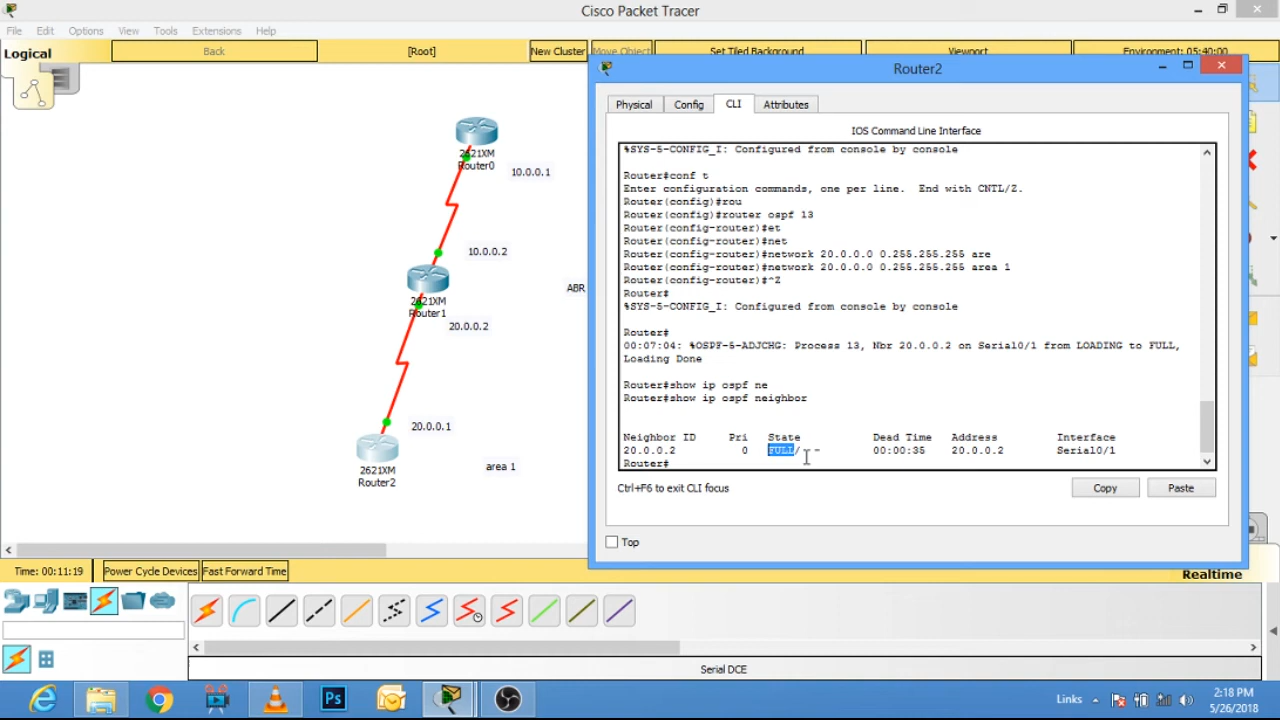 Cisco Packet Tracer
File Edit Options View Tools Extensions Help
Logical
Back
[Root]
New Cluster
Move Object
Set Tiled Background
Viewport
Environment: 05:40:00
2621XM
Router0
10.0.0.1
10.0.0.2
ABR
2621XM
Router1
20.0.0.2
20.0.0.1
2621XM
Router2
area 1
Router2
Physical Config CLI Attributes
IOS Command Line Interface
%SYS-5-CONFIG_I: Configured from console by console
Router#conf t
Enter configuration commands, one per line. End with CNTL/Z.
Router(config)#rou
Router(config)#router ospf 13
Router(config-router)#et
Router(config-router)#net
Router(config-router)#network 20.0.0.0 0.255.255.255 are
Router(config-router)#network 20.0.0.0 0.255.255.255 area 1
Router(config-router)#^Z
Router#
%SYS-5-CONFIG_I: Configured from console by console
Router#
00:07:04: %OSPF-5-ADJCHG: Process 13, Nbr 20.0.0.2 on Serial0/1 from LOADING to FULL,
Loading Done
Router#show ip ospf ne
Router#show ip ospf neighbor
Neighbor ID Pri State Dead Time Address Interface
20.0.0.2 0 FULL/ - 00:00:35 20.0.0.2 Serial0/1
Router#
Ctrl+F6 to exit CLI focus
Copy
Paste
Top
Time: 00:11:19
Power Cycle Devices
Fast Forward Time
Realtime
Serial DCE
Ps
Links
2:18 PM
5/26/2018